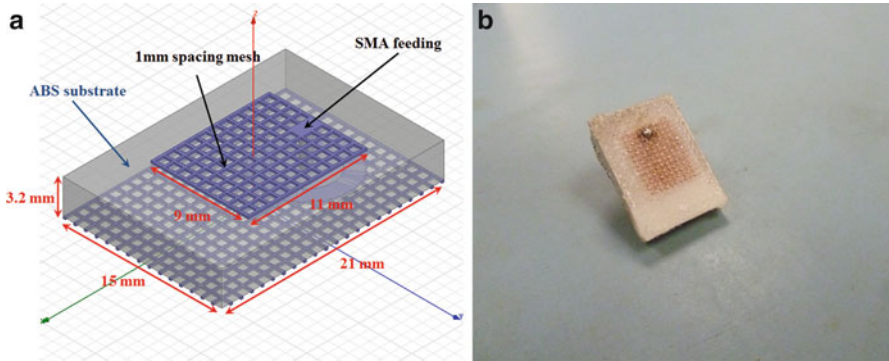 a
b
z
SMA feeding
1mm spacing mesh
ABS substrate
3.2 mm
9 mm
11 mm
15 mm
21 mm